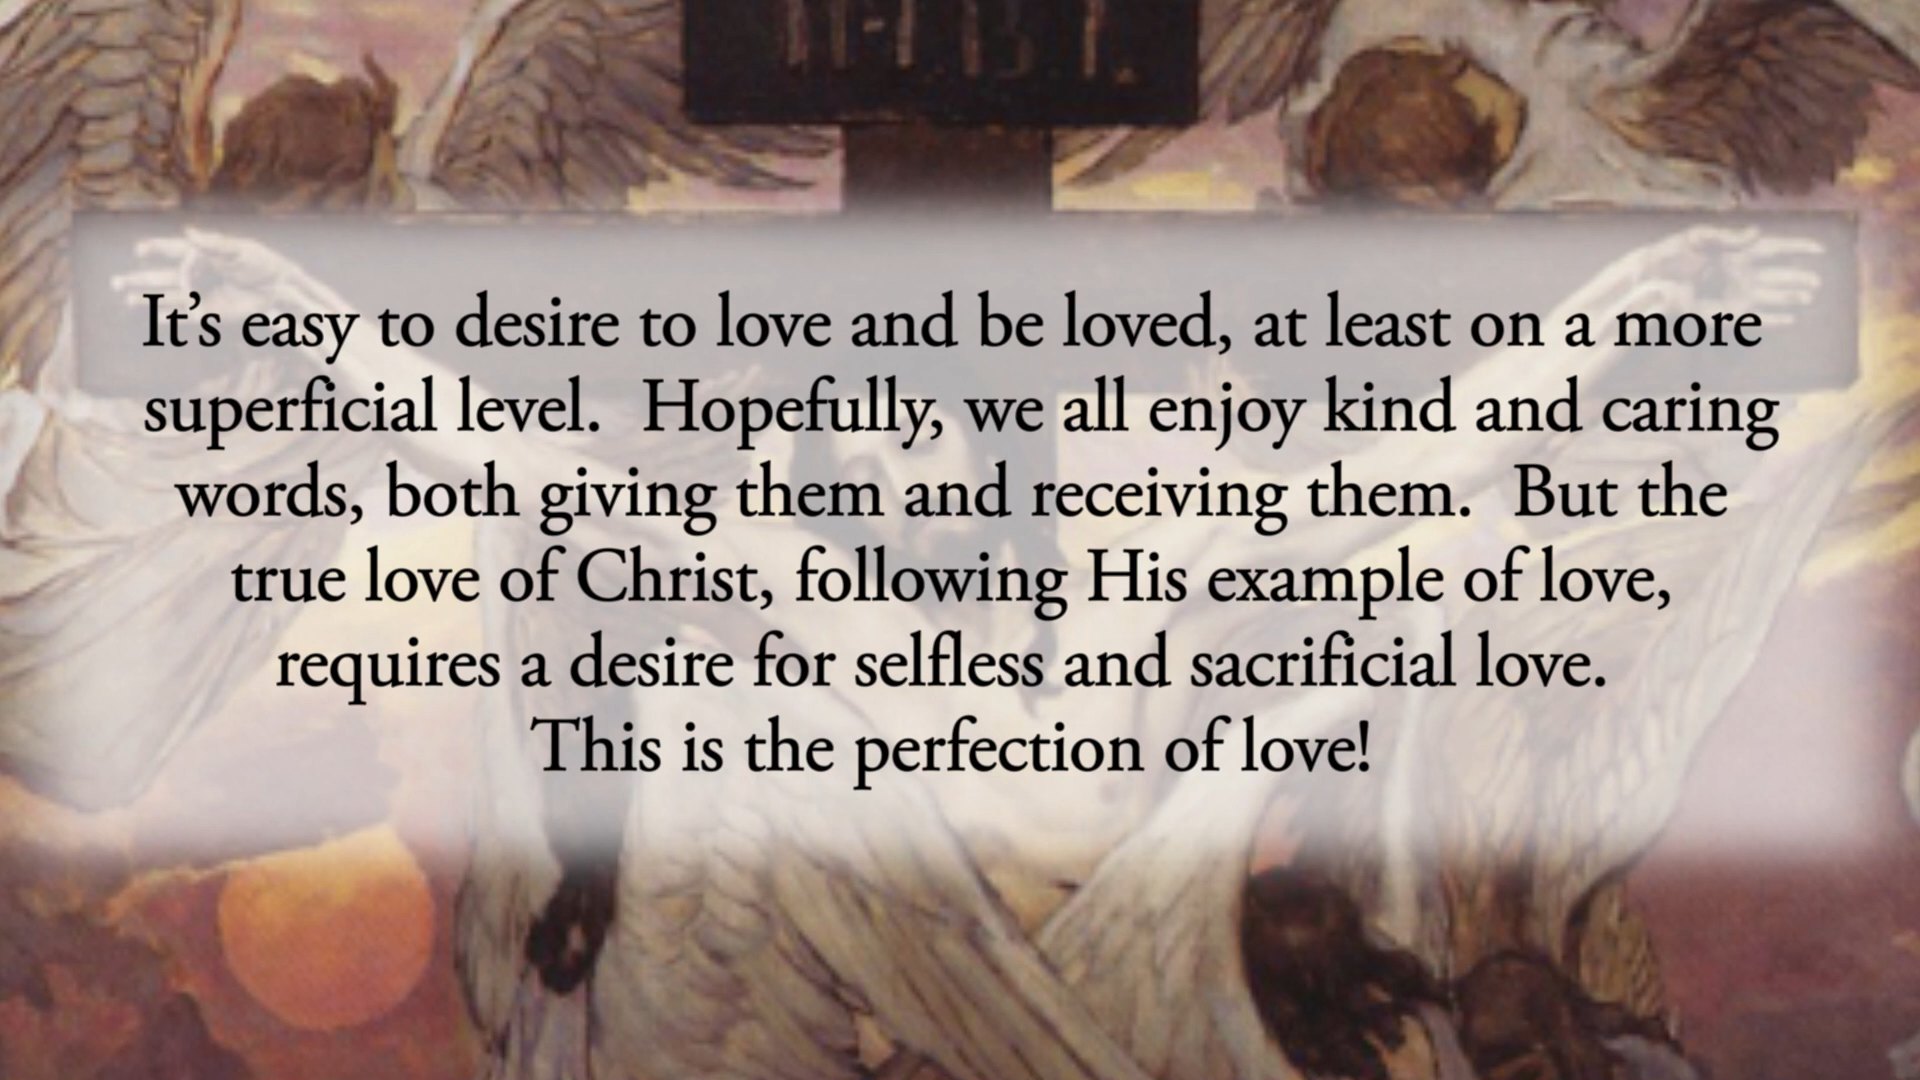 It’s easy to desire to love and be loved, at least on a more
superficial level.  Hopefully, we all enjoy kind and caring
words, both giving them and receiving them.  But the
true love of Christ, following His example of love,
requires a desire for selfless and sacrificial love.
This is the perfection of love!